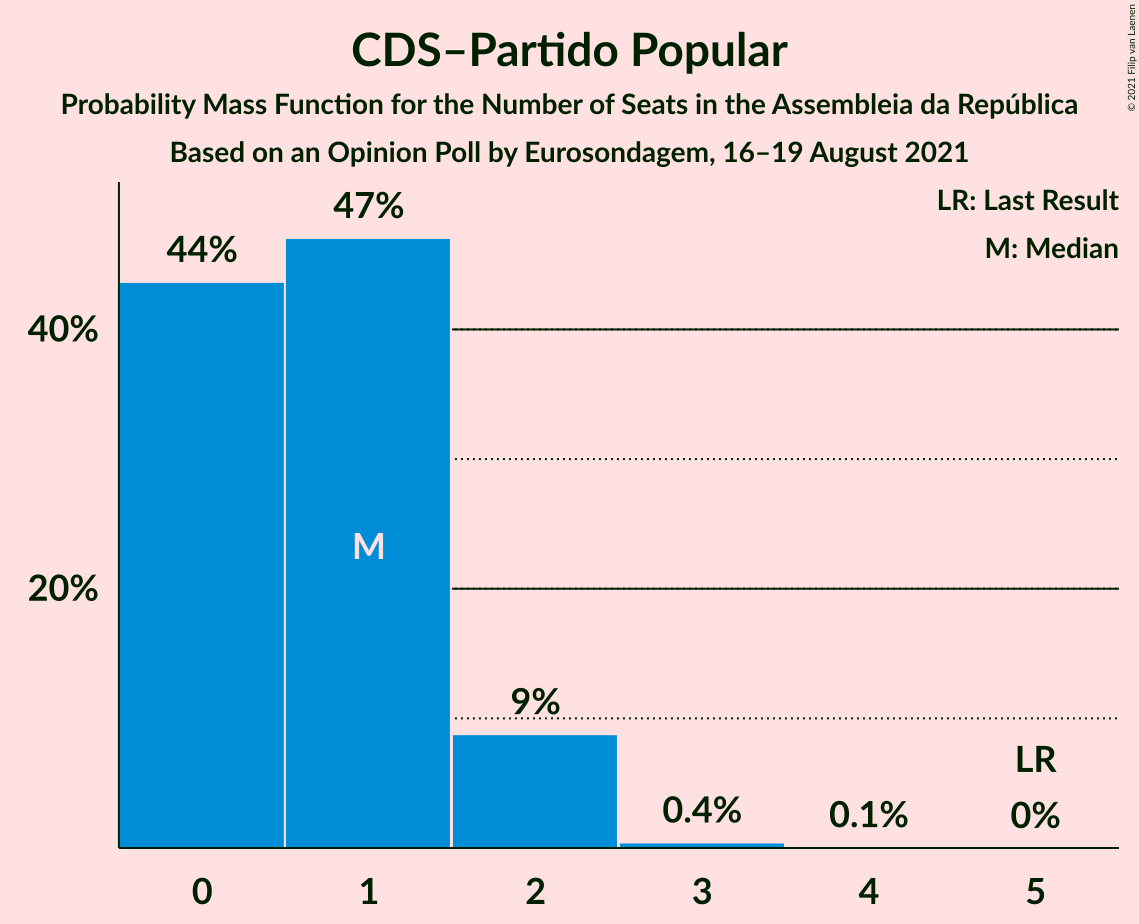 CDS–Partido Popular
Probability Mass Function for the Number of Seats in the Assembleia da República
Based on an Opinion Poll by Eurosondagem, 16–19 August 2021
© 2021 Filip van Laenen
LR: Last Result
M: Median
47%
44%
40%
M
20%
9%
LR
0.4%
0.1%
0%
0 1 2 3 4 5